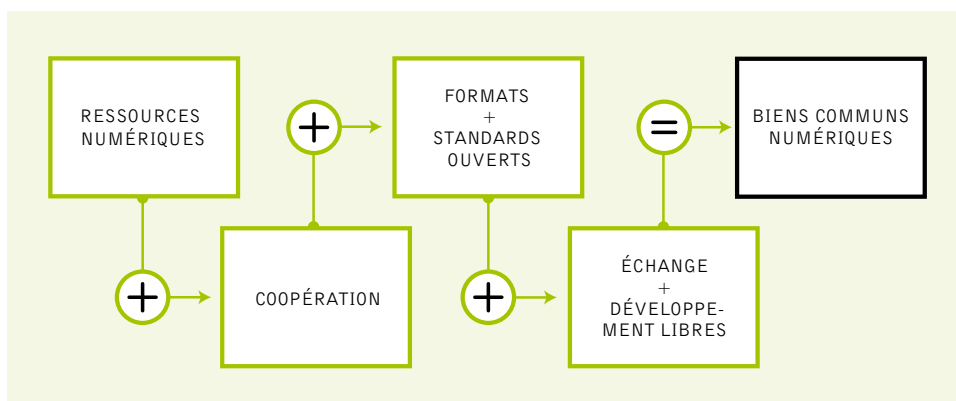 RESSOURCES
NUMÉRIQUES
+
COOPÉRATION
+
FORMATS
+
STANDARDS
OUVERTS
+
ÉCHANGE
+
DÉVELOPPE-
MENT LIBRES
=
BIENS COMMUNS
NUMÉRIQUES